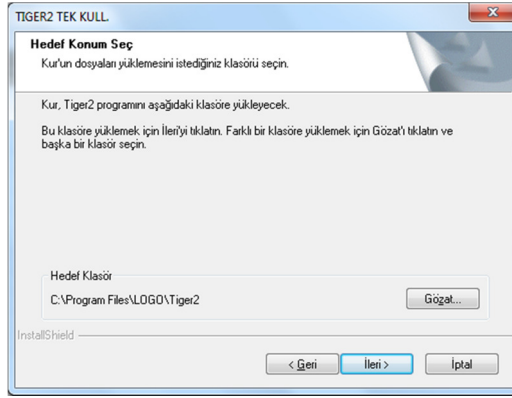 TIGER2 TEK KULL.
Hedef Konum Seç
Kur'un dosyaları yüklemesini istediğiniz klasörü seçin.
Kur, Tiger2 programını aşağıdaki klasöre yükleyecek.
Bu klasöre yüklemek için İleri'yi tıklatın. Farklı bir klasöre yüklemek için Gözat'ı tıklatın ve
başka bir klasör seçin.
Hedef Klasör
C:\Program Files\LOGO\Tiger2
Gözat...
InstallShield
< Geri
İleri >
İptal